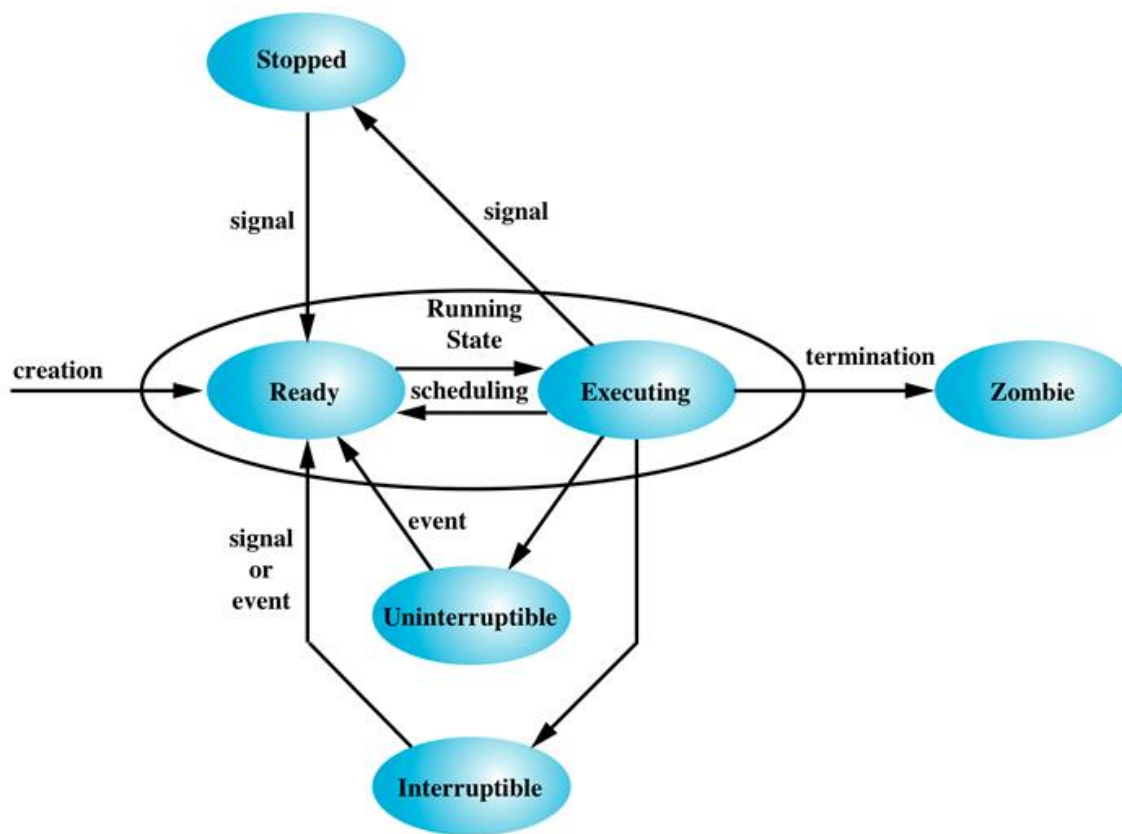 Stopped
signal
signal
Running
State
creation
Ready
scheduling
Executing
termination
Zombie
event
signal
or
event
Uninterruptible
Interruptible